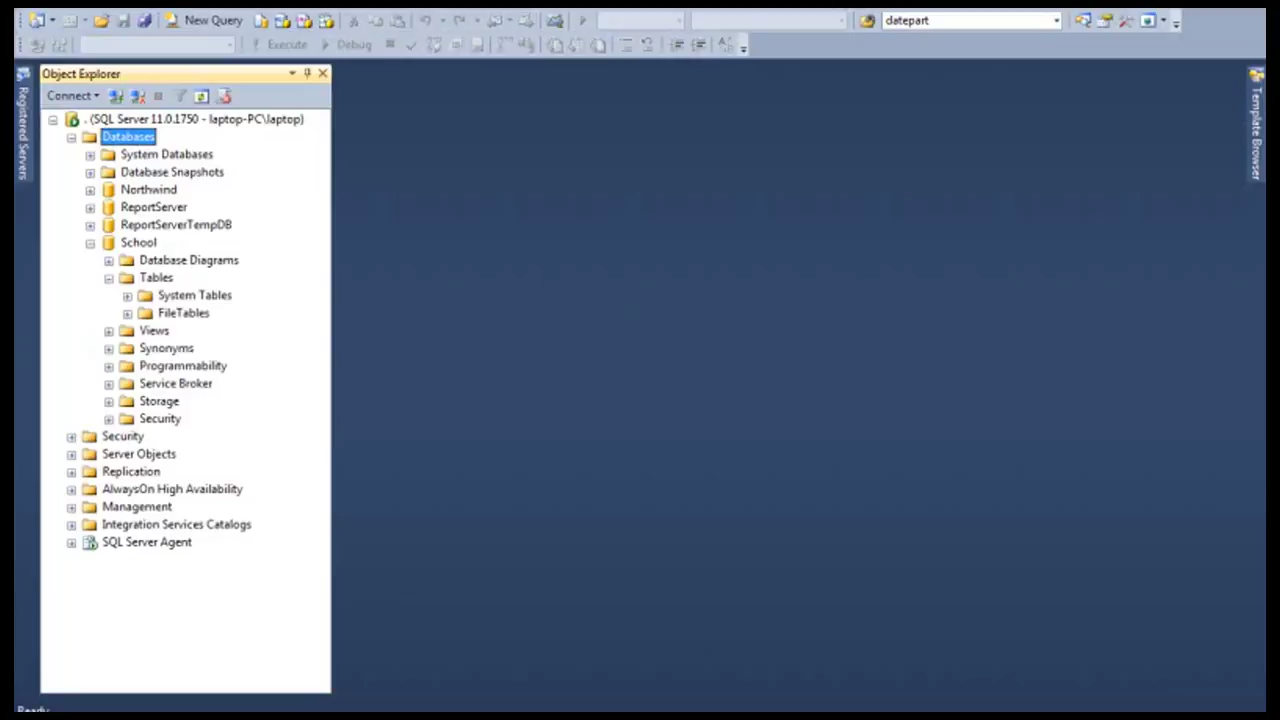 New Query
datepart
Execute
Debug
Registered Servers
Object Explorer
Connect
. (SQL Server 11.0.1750 - laptop-PC\laptop)
Databases
System Databases
Database Snapshots
Northwind
ReportServer
ReportServerTempDB
School
Database Diagrams
Tables
System Tables
FileTables
Views
Synonyms
Programmability
Service Broker
Storage
Security
Security
Server Objects
Replication
AlwaysOn High Availability
Management
Integration Services Catalogs
SQL Server Agent
Template Browser
Ready